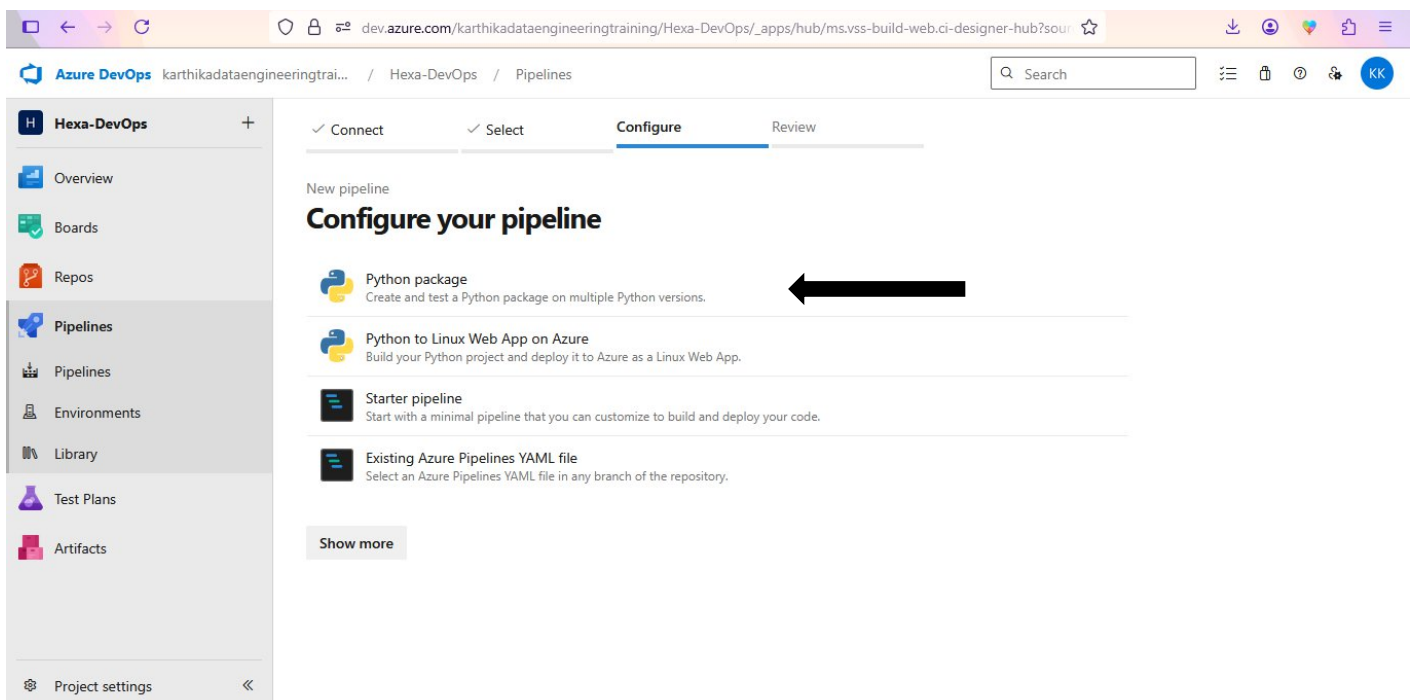 dev.azure.com/karthikadataengineeringtraining/Hexa-DevOps/_apps/hub/ms.vss-build-web.ci-designer-hub?sour
Azure DevOps karthikadataengineeringtrai... / Hexa-DevOps / Pipelines
Search
KK
H Hexa-DevOps +
Connect Select Configure Review
Overview
Boards
Repos
Pipelines
Pipelines
Environments
Library
Test Plans
Artifacts
Project settings
New pipeline
Configure your pipeline
Python package
Create and test a Python package on multiple Python versions.
Python to Linux Web App on Azure
Build your Python project and deploy it to Azure as a Linux Web App.
Starter pipeline
Start with a minimal pipeline that you can customize to build and deploy your code.
Existing Azure Pipelines YAML file
Select an Azure Pipelines YAML file in any branch of the repository.
Show more